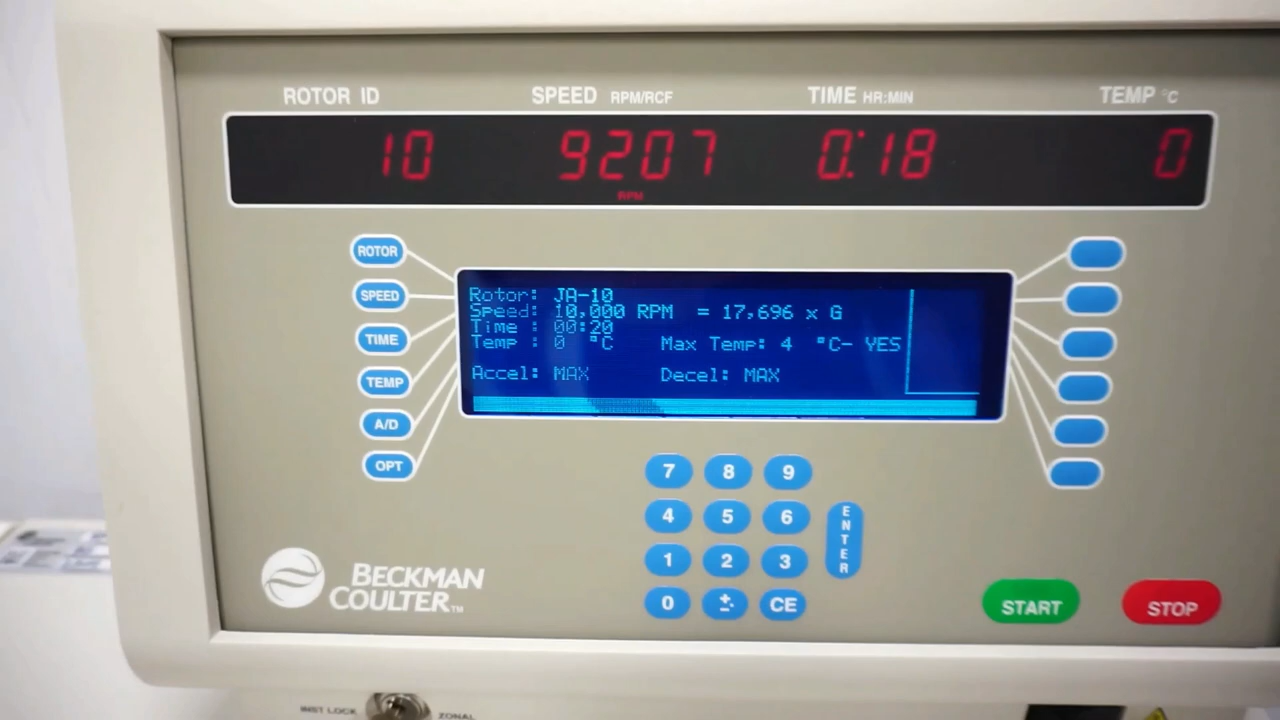 ROTOR ID SPEED RPM/RCF TIME HR:MIN TEMP °C
10 9207 0:18 0
RPM
ROTOR
SPEED
TIME
TEMP
A/D
OPT
Rotor: JA-10
Speed: 10,000 RPM = 17,696 x G
Time : 00:20
Temp : 0 °C Max Temp: 4 °C- YES
Accel: MAX Decel: MAX
7 8 9
4 5 6
1 2 3
0 +-. CE
ENTER
BECKMAN
COULTER™
START STOP
INST LOCK ZONAL